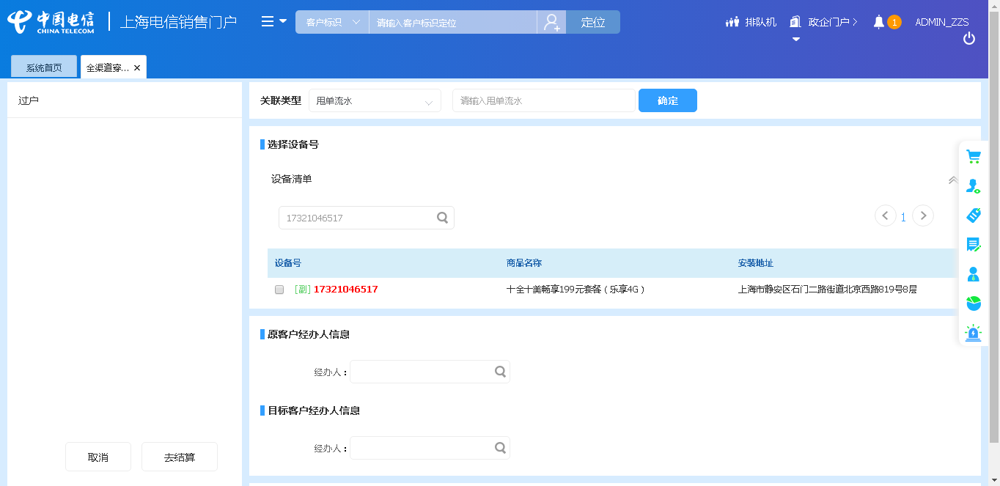 中国电信
CHINA TELECOM
上海电信销售门户
客户标识
请输入客户标识定位
定位
排队机
政企门户
1
ADMIN_ZZS
系统首页
全渠道穿...
过户
关联类型
甩单流水
请输入甩单流水
确定
选择设备号
设备清单
17321046517
1
设备号
商品名称
安装地址
[副] 17321046517
十全十美畅享199元套餐（乐享4G）
上海市静安区石门二路街道北京西路819号8层
原客户经办人信息
经办人：
目标客户经办人信息
经办人：
取消
去结算